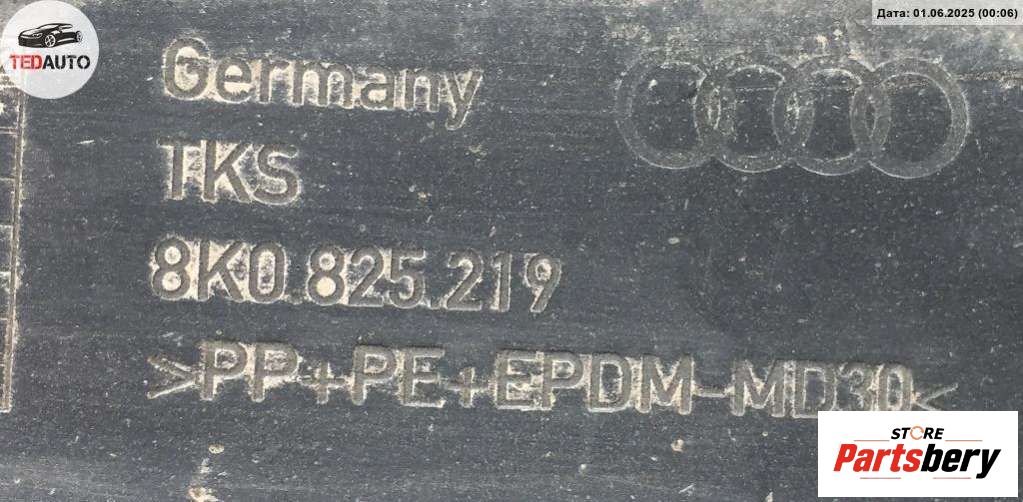 Дата: 01.06.2025 (00:06)
TEDAUTO
Germany
TKS
8K0.825.219
>PP+PE+EPDM-MD30<
STORE
Partsbery